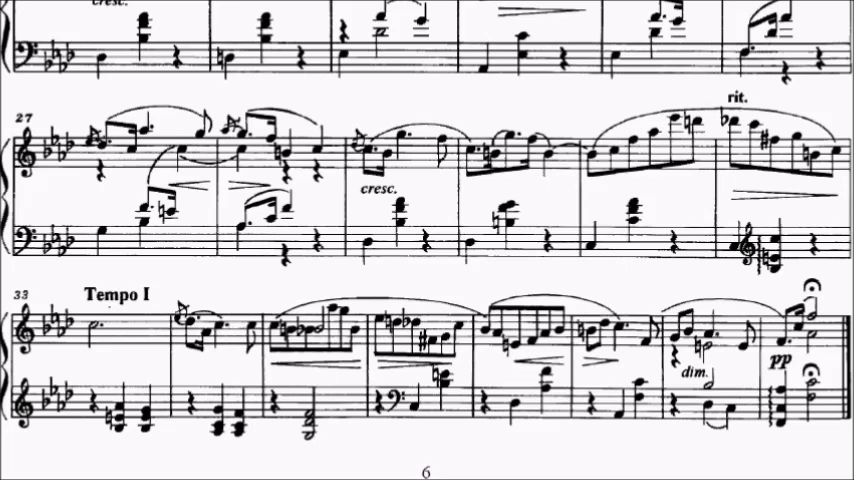 cresc.
27
rit.
cresc.
33
Tempo I
dim.
pp
6